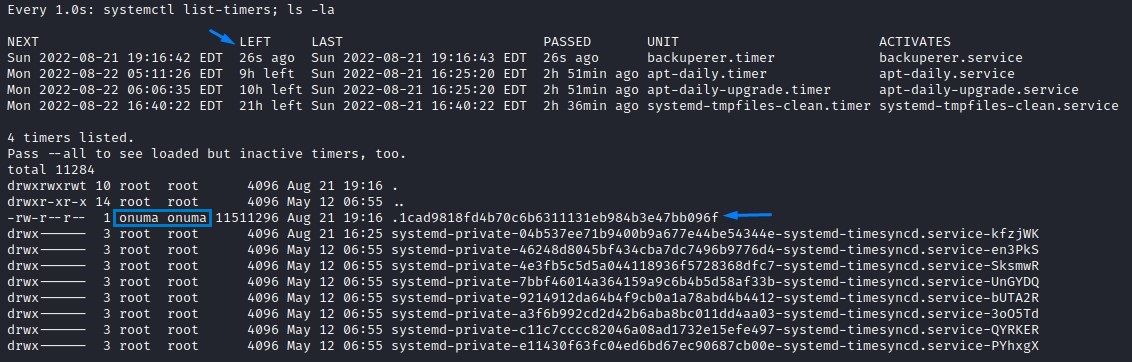 Every 1.0s: systemctl list-timers; ls -la
NEXT LEFT LAST PASSED UNIT ACTIVATES
Sun 2022-08-21 19:16:42 EDT 26s ago Sun 2022-08-21 19:16:43 EDT 26s ago backuperer.timer backuperer.service
Mon 2022-08-22 05:11:26 EDT 9h left Sun 2022-08-21 16:25:20 EDT 2h 51min ago apt-daily.timer apt-daily.service
Mon 2022-08-22 06:06:35 EDT 10h left Sun 2022-08-21 16:25:20 EDT 2h 51min ago apt-daily-upgrade.timer apt-daily-upgrade.service
Mon 2022-08-22 16:40:22 EDT 21h left Sun 2022-08-21 16:40:22 EDT 2h 36min ago systemd-tmpfiles-clean.timer systemd-tmpfiles-clean.service
4 timers listed.
Pass --all to see loaded but inactive timers, too.
total 11284
drwxrwxrwt 10 root root 4096 Aug 21 19:16 .
drwxr-xr-x 14 root root 4096 May 12 06:55 ..
-rw-r--r-- 1 onuma onuma 11511296 Aug 21 19:16 .1cad9818fd4b70c6b6311131eb984b3e47bb096f
drwx------ 3 root root 4096 Aug 21 16:25 systemd-private-04b537ee71b9400b9a677e44be54344e-systemd-timesyncd.service-kfzjWK
drwx------ 3 root root 4096 May 12 06:55 systemd-private-46248d8045bf434cba7dc7496b9776d4-systemd-timesyncd.service-en3PkS
drwx------ 3 root root 4096 May 12 06:55 systemd-private-4e3fb5c5d5a044118936f5728368dfc7-systemd-timesyncd.service-SksmwR
drwx------ 3 root root 4096 May 12 06:55 systemd-private-7bbf46014a364159a9c6b4b5d58af33b-systemd-timesyncd.service-UnGYDQ
drwx------ 3 root root 4096 May 12 06:55 systemd-private-9214912da64b4f9cb0a1a78abd4b4412-systemd-timesyncd.service-bUTA2R
drwx------ 3 root root 4096 May 12 06:55 systemd-private-a3f6b992cd2d42b6aba8bc011dd4aa03-systemd-timesyncd.service-3oO5Td
drwx------ 3 root root 4096 May 12 06:55 systemd-private-c11c7cccc82046a08ad1732e15efe497-systemd-timesyncd.service-QYRKER
drwx------ 3 root root 4096 May 12 06:55 systemd-private-e11430f63fc04ed6bd67ec90687cb00e-systemd-timesyncd.service-PYhxgX